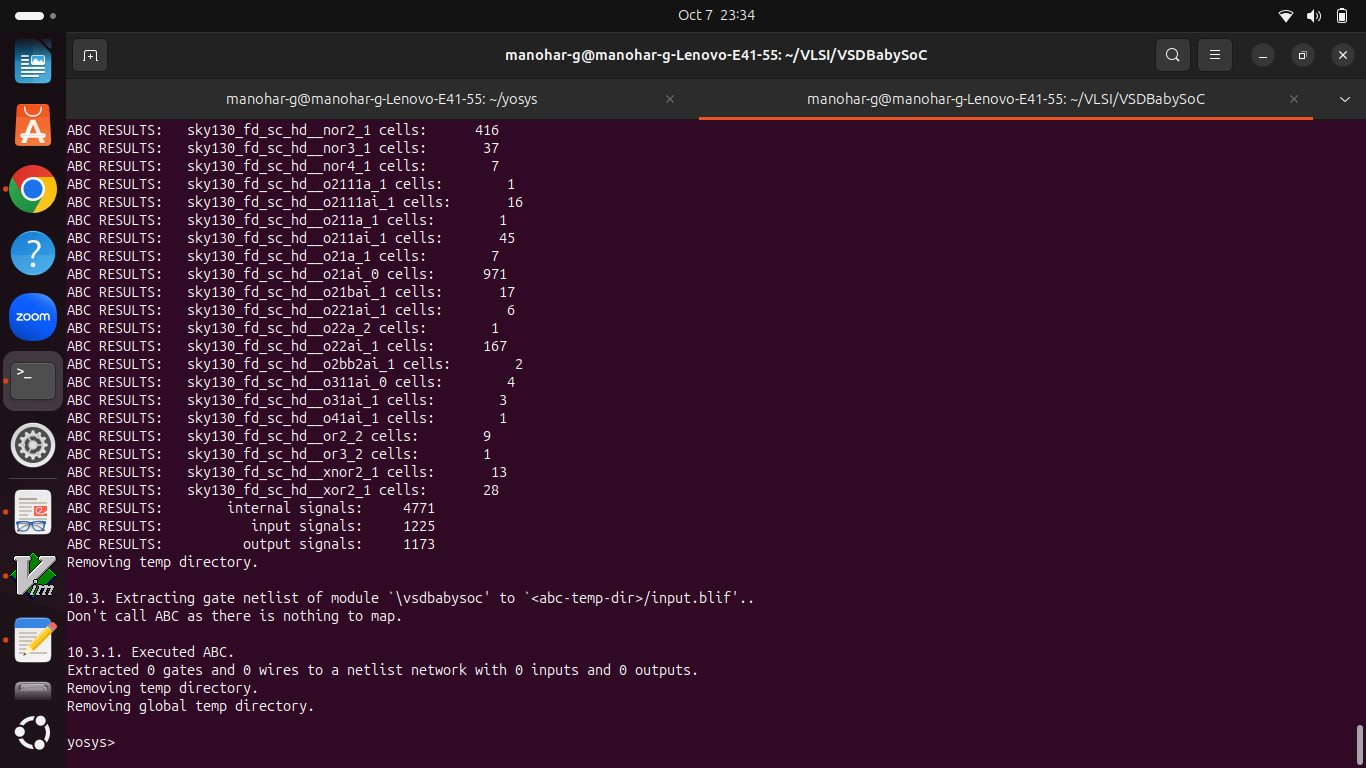 Oct 7 23:34
manohar-g@manohar-g-Lenovo-E41-55: ~/VLSI/VSDBabySoC
manohar-g@manohar-g-Lenovo-E41-55: ~/yosys
manohar-g@manohar-g-Lenovo-E41-55: ~/VLSI/VSDBabySoC
ABC RESULTS:   sky130_fd_sc_hd__nor2_1 cells:      416
ABC RESULTS:   sky130_fd_sc_hd__nor3_1 cells:       37
ABC RESULTS:   sky130_fd_sc_hd__nor4_1 cells:        7
ABC RESULTS:   sky130_fd_sc_hd__o2111a_1 cells:        1
ABC RESULTS:   sky130_fd_sc_hd__o2111ai_1 cells:       16
ABC RESULTS:   sky130_fd_sc_hd__o211a_1 cells:        1
ABC RESULTS:   sky130_fd_sc_hd__o211ai_1 cells:       45
ABC RESULTS:   sky130_fd_sc_hd__o21a_1 cells:       7
ABC RESULTS:   sky130_fd_sc_hd__o21ai_0 cells:      971
ABC RESULTS:   sky130_fd_sc_hd__o21bai_1 cells:       17
ABC RESULTS:   sky130_fd_sc_hd__o221ai_1 cells:        6
ABC RESULTS:   sky130_fd_sc_hd__o22a_2 cells:       1
ABC RESULTS:   sky130_fd_sc_hd__o22ai_1 cells:      167
ABC RESULTS:   sky130_fd_sc_hd__o2bb2ai_1 cells:        2
ABC RESULTS:   sky130_fd_sc_hd__o311ai_0 cells:        4
ABC RESULTS:   sky130_fd_sc_hd__o31ai_1 cells:        3
ABC RESULTS:   sky130_fd_sc_hd__o41ai_1 cells:        1
ABC RESULTS:   sky130_fd_sc_hd__or2_2 cells:        9
ABC RESULTS:   sky130_fd_sc_hd__or3_2 cells:        1
ABC RESULTS:   sky130_fd_sc_hd__xnor2_1 cells:       13
ABC RESULTS:   sky130_fd_sc_hd__xor2_1 cells:       28
ABC RESULTS:        internal signals:     4771
ABC RESULTS:           input signals:     1225
ABC RESULTS:          output signals:     1173
Removing temp directory.
10.3. Extracting gate netlist of module `\vsdbabysoc' to `<abc-temp-dir>/input.blif'..
Don't call ABC as there is nothing to map.
10.3.1. Executed ABC.
Extracted 0 gates and 0 wires to a netlist network with 0 inputs and 0 outputs.
Removing temp directory.
Removing global temp directory.
yosys>
zoom
>_
Vim